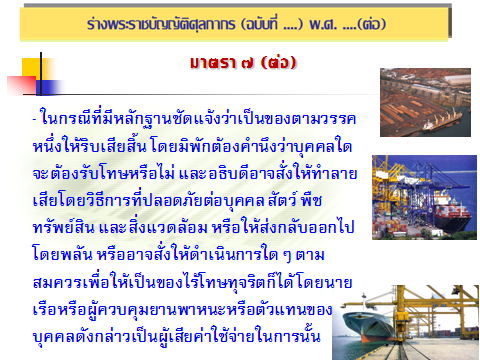 ร่างพระราชบัญญัติศุลกากร (ฉบับที่ ....) พ.ศ. ....(ต่อ)
มาตรา ๗ (ต่อ)
- ในกรณีที่มีหลักฐานชัดแจ้งว่าเป็นของตามวรรค
หนึ่งให้ริบเสียสิ้น โดยมิพักต้องคำนึงว่าบุคคลใด
จะต้องรับโทษหรือไม่ และอธิบดีอาจสั่งให้ทำลาย
เสียโดยวิธีการที่ปลอดภัยต่อบุคคล สัตว์ พืช
ทรัพย์สิน และสิ่งแวดล้อม หรือให้ส่งกลับออกไป
โดยพลัน หรืออาจสั่งให้ดำเนินการใด ๆ ตาม
สมควรเพื่อให้เป็นของไร้โทษทุจริตก็ได้โดยนาย
เรือหรือผู้ควบคุมยานพาหนะหรือตัวแทนของ
บุคคลดังกล่าวเป็นผู้เสียค่าใช้จ่ายในการนั้น